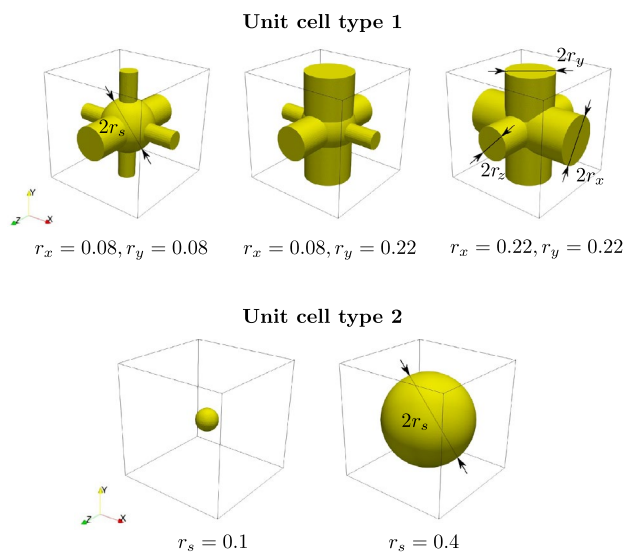 Unit cell type 1
2r_s
2r_y
2r_z
2r_x
Y
Z X
r_x = 0.08, r_y = 0.08
r_x = 0.08, r_y = 0.22
r_x = 0.22, r_y = 0.22
Unit cell type 2
2r_s
Y
Z X
r_s = 0.1
r_s = 0.4